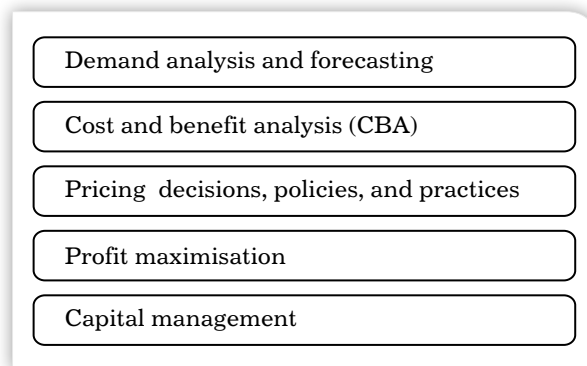 Demand analysis and forecasting
Cost and benefit analysis (CBA)
Pricing decisions, policies, and practices
Profit maximisation
Capital management